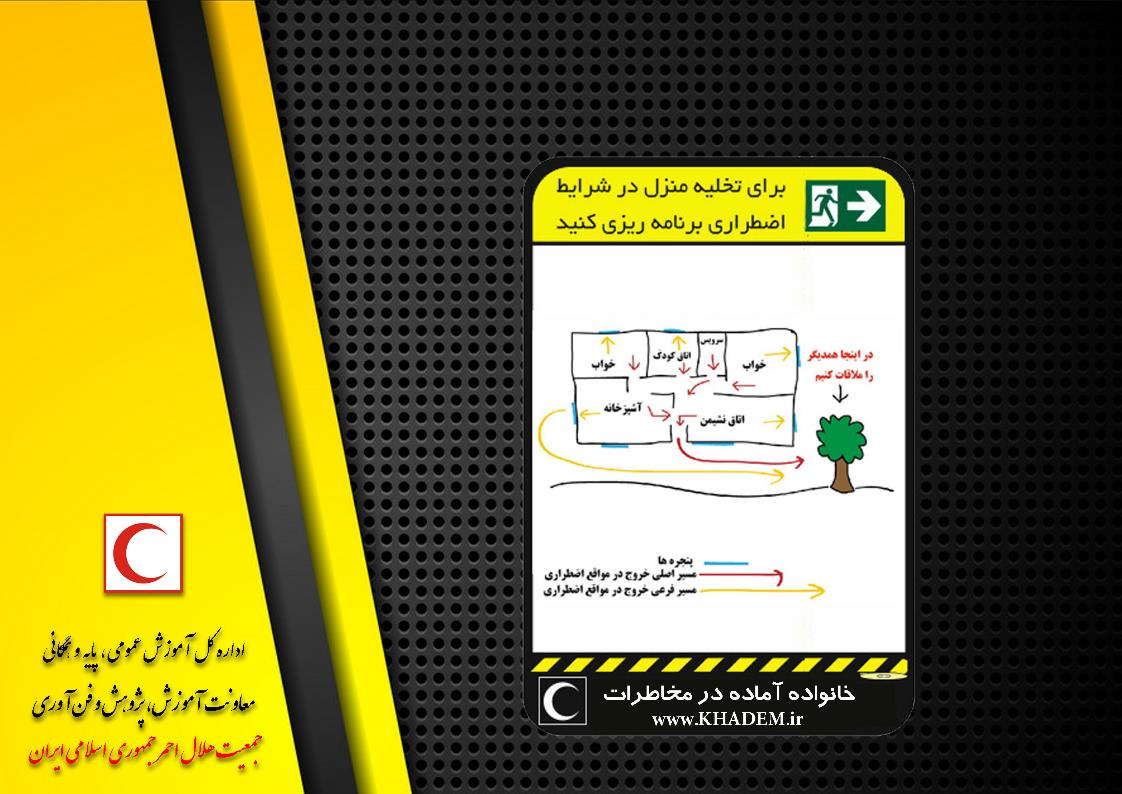 برای تخلیه منزل در شرایط
اضطراری برنامه ریزی کنید
خواب
اتاق کودک
سرویس
خواب
در اینجا همدیگر
را ملاقات کنیم
آشپزخانه
اتاق نشیمن
پنجره ها
مسیر اصلی خروج در مواقع اضطراری
مسیر فرعی خروج در مواقع اضطراری
خانواده آماده در مخاطرات
www.KHADEM.ir
اداره کل آموزش عمومی، پایه و همگانی
معاونت آموزش، پژوهش و فن آوری
جمعیت هلال احمر جمهوری اسلامی ایران